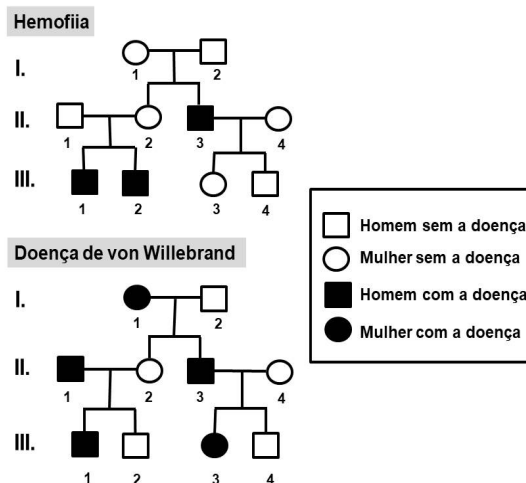 Hemofiia
I.
1 2
II.
1 2 3 4
III.
1 2 3 4
Homem sem a doença
Mulher sem a doença
Homem com a doença
Mulher com a doença
Doença de von Willebrand
I.
1 2
II.
1 2 3 4
III.
1 2 3 4